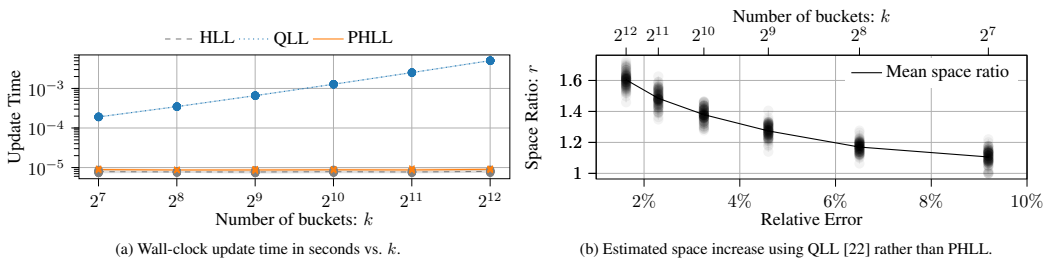 HLL QLL PHLL
Update Time
10^{-3}
10^{-4}
10^{-5}
2^7 2^8 2^9 2^{10} 2^{11} 2^{12}
Number of buckets: k
(a) Wall-clock update time in seconds vs. k.
Number of buckets: k
2^{12} 2^{11} 2^{10} 2^9 2^8 2^7
Space Ratio: r
1.6
1.4
1.2
1
Mean space ratio
2% 4% 6% 8% 10%
Relative Error
(b) Estimated space increase using QLL [22] rather than PHLL.